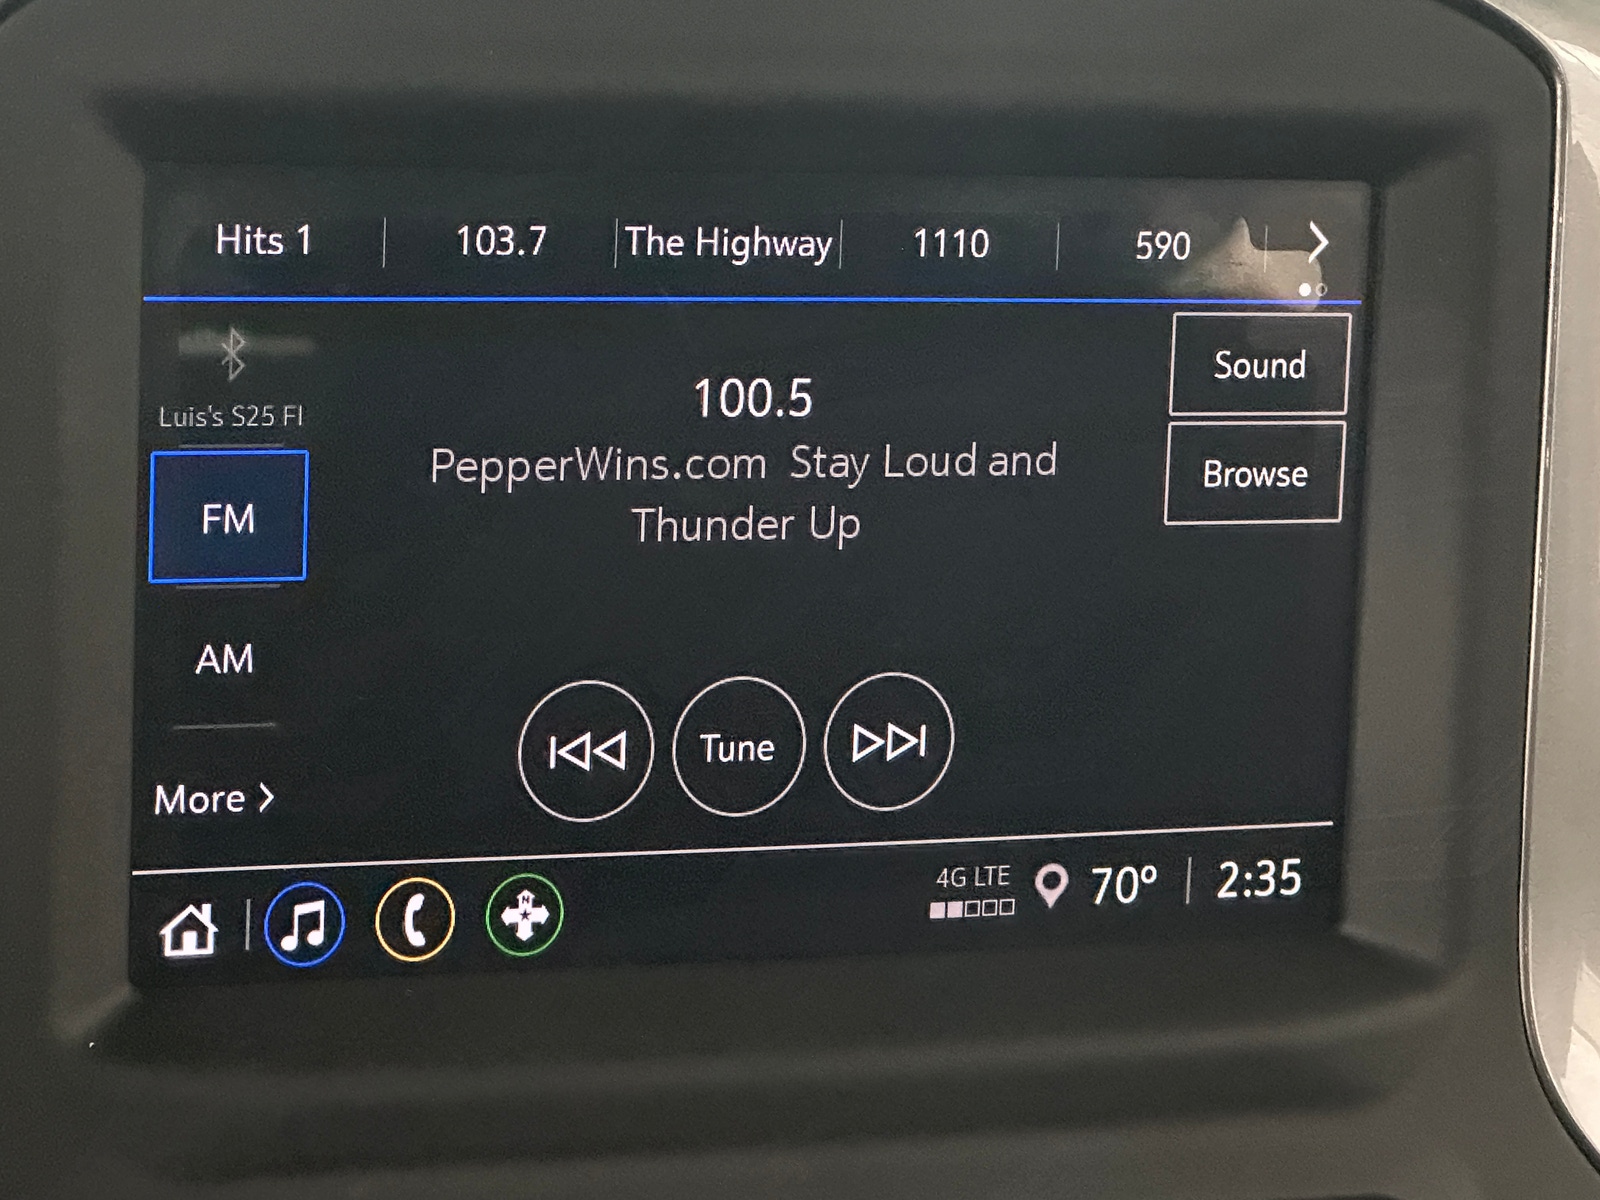 Hits 1 103.7 The Highway 1110 590
Luis's S25 Fl
Sound
100.5
PepperWins.com Stay Loud and
Thunder Up
Browse
FM
AM
Tune
More
4G LTE
70° 2:35
N